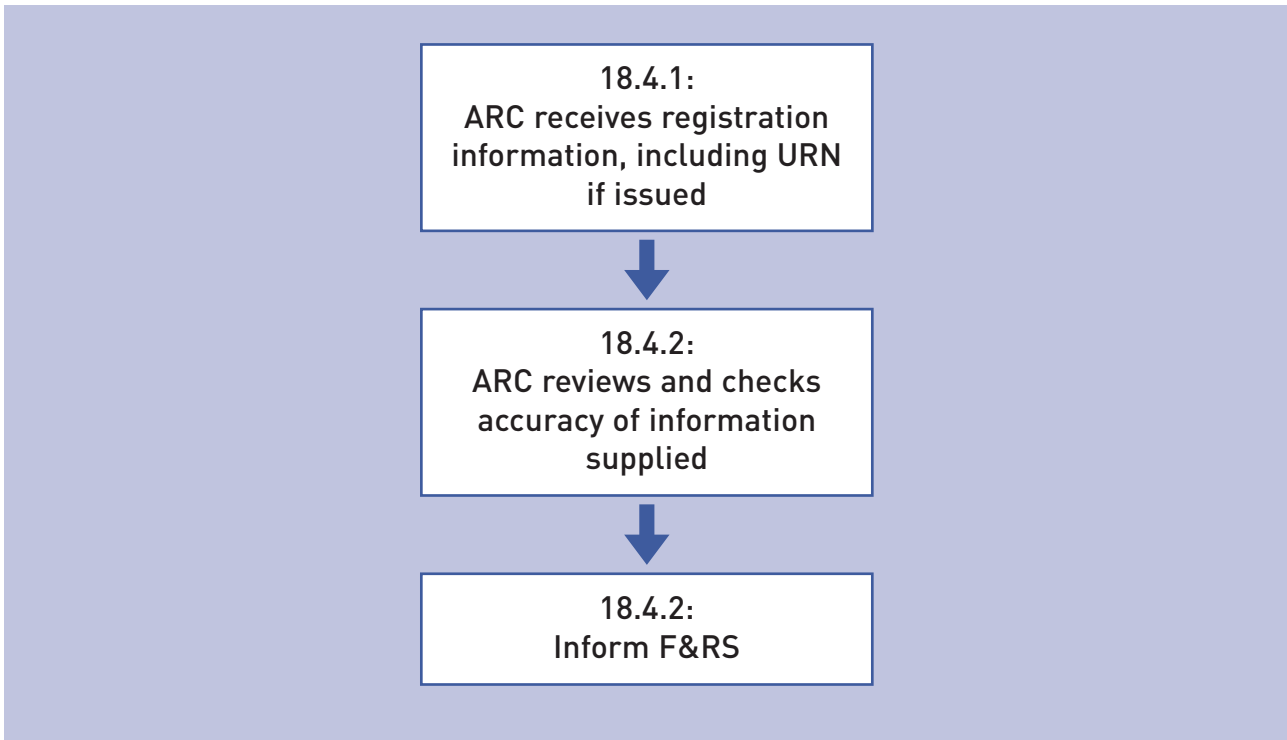 18.4.1:
ARC receives registration
information, including URN
if issued
18.4.2:
ARC reviews and checks
accuracy of information
supplied
18.4.2:
Inform F&RS